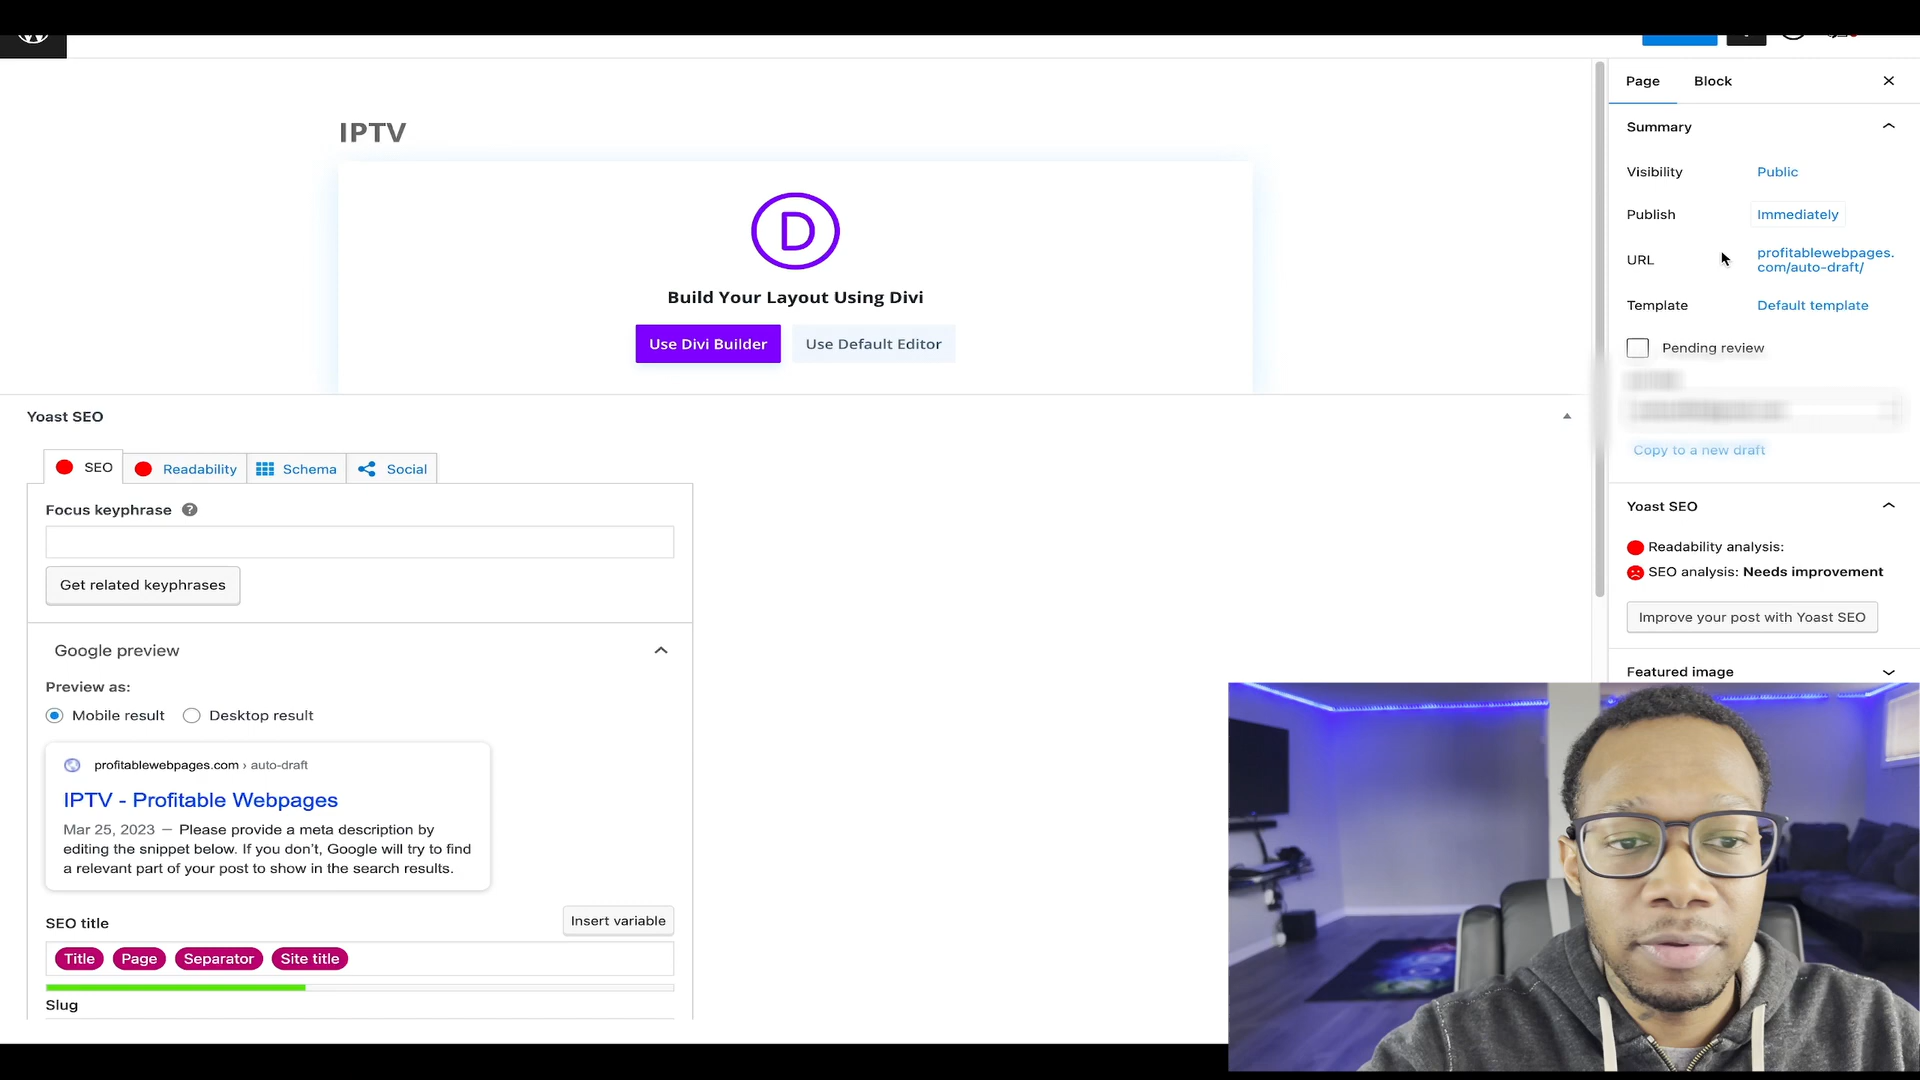 IPTV
D
Build Your Layout Using Divi
Use Divi Builder
Use Default Editor
Yoast SEO
SEO
Readability
Schema
Social
Focus keyphrase ?
Get related keyphrases
Google preview
Preview as:
Mobile result
Desktop result
profitablewebpages.com › auto-draft
IPTV - Profitable Webpages
Mar 25, 2023 — Please provide a meta description by
editing the snippet below. If you don't, Google will try to find
a relevant part of your post to show in the search results.
SEO title
Insert variable
Title Page Separator Site title
Slug
Page
Block
Summary
Visibility
Public
Publish
Immediately
URL
profitablewebpages.
com/auto-draft/
Template
Default template
Pending review
Copy to a new draft
Yoast SEO
Readability analysis:
SEO analysis: Needs improvement
Improve your post with Yoast SEO
Featured image